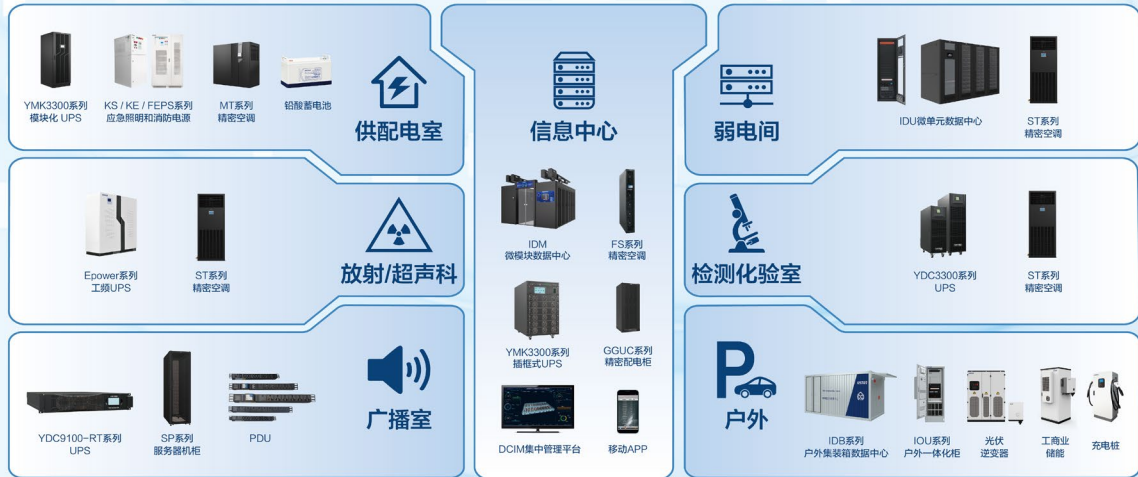 YMK3300系列
模块化 UPS
KS / KE / FEPS系列
应急照明和消防电源
MT系列
精密空调
铅酸蓄电池
供配电室
Epower系列
工频UPS
ST系列
精密空调
放射/超声科
YDC9100-RT系列
UPS
SP系列
服务器机柜
PDU
广播室
信息中心
IDM
微模块数据中心
FS系列
精密空调
YMK3300系列
插框式UPS
GGUC系列
精密配电柜
DCIM集中管理平台
移动APP
弱电间
IDU微单元数据中心
ST系列
精密空调
检测化验室
YDC3300系列
UPS
ST系列
精密空调
P
户外
IDB系列
户外集装箱数据中心
IOU系列
户外一体化柜
光伏
逆变器
工商业
储能
充电桩